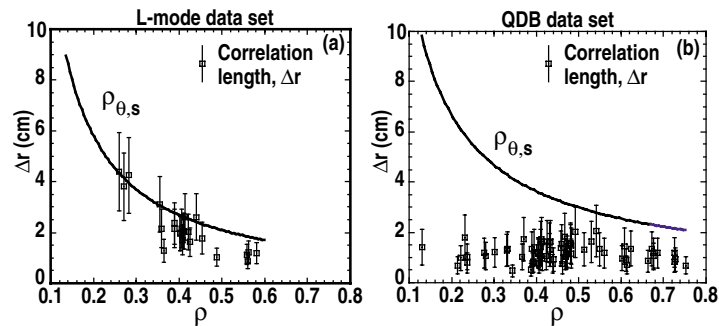 L-mode data set
(a)
Correlation
length, Δr
ρθ,s
Δr (cm)
10
8
6
4
2
0
0.1 0.2 0.3 0.4 0.5 0.6 0.7 0.8
ρ
QDB data set
(b)
Correlation
length, Δr
ρθ,s
Δr (cm)
10
8
6
4
2
0
0.1 0.2 0.3 0.4 0.5 0.6 0.7 0.8
ρ